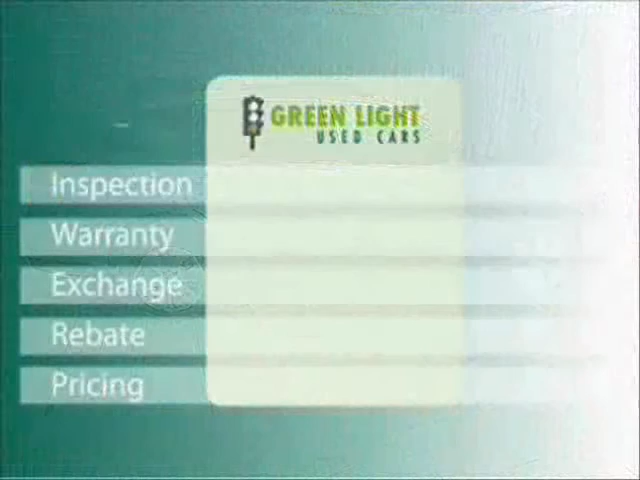 GREEN LIGHT
USED CARS
Inspection
Warranty
Exchange
Rebate
Pricing